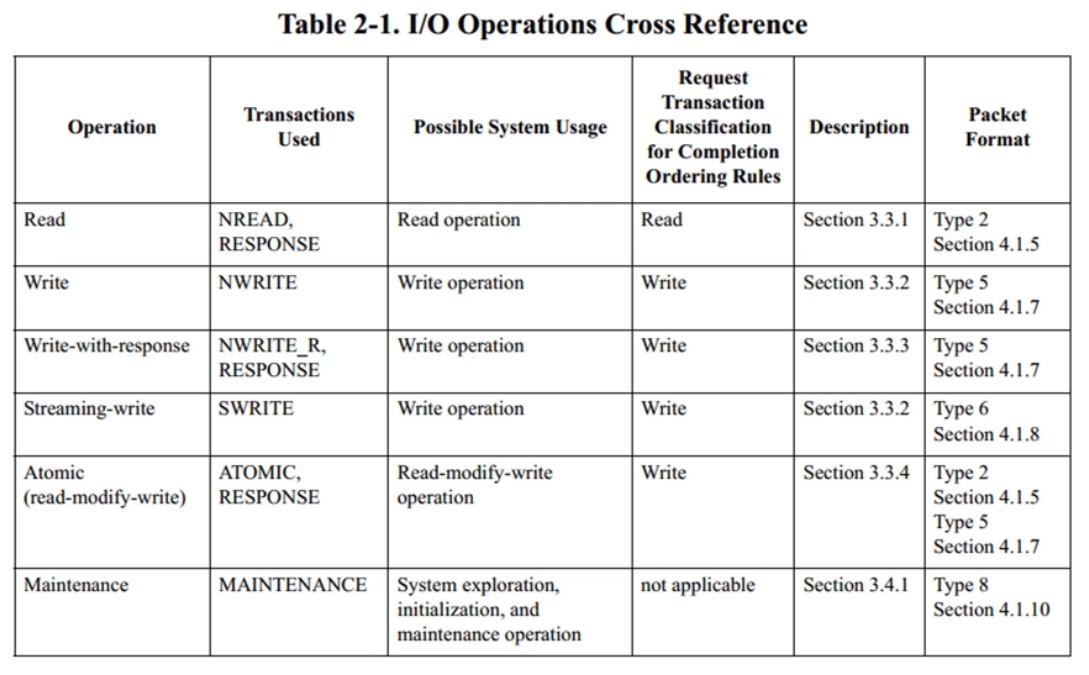 Table 2-1. I/O Operations Cross Reference
Operation
Transactions
Used
Possible System Usage
Request
Transaction
Classification
for Completion
Ordering Rules
Description
Packet
Format
Read
NREAD,
RESPONSE
Read operation
Read
Section 3.3.1
Type 2
Section 4.1.5
Write
NWRITE
Write operation
Write
Section 3.3.2
Type 5
Section 4.1.7
Write-with-response
NWRITE_R,
RESPONSE
Write operation
Write
Section 3.3.3
Type 5
Section 4.1.7
Streaming-write
SWRITE
Write operation
Write
Section 3.3.2
Type 6
Section 4.1.8
Atomic
(read-modify-write)
ATOMIC,
RESPONSE
Read-modify-write
operation
Write
Section 3.3.4
Type 2
Section 4.1.5
Type 5
Section 4.1.7
Maintenance
MAINTENANCE
System exploration,
initialization, and
maintenance operation
not applicable
Section 3.4.1
Type 8
Section 4.1.10